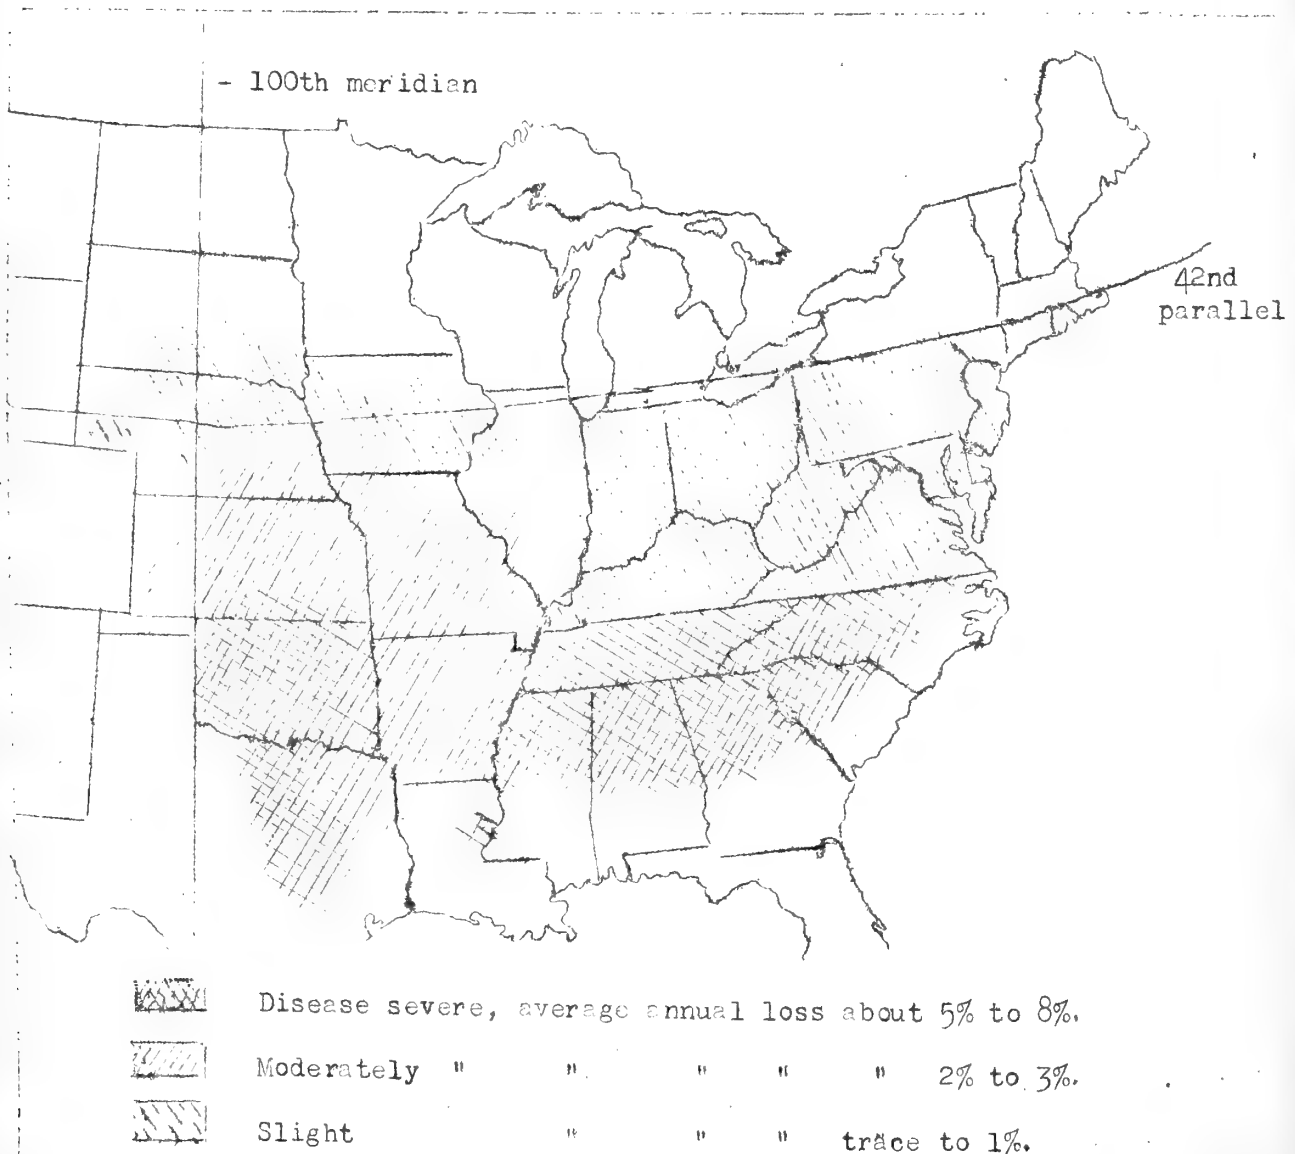 - 100th meridian
42nd
parallel
Disease severe, average annual loss about 5% to 8%.
Moderately " " " " " 2% to 3%.
Slight " " " trace to 1%.